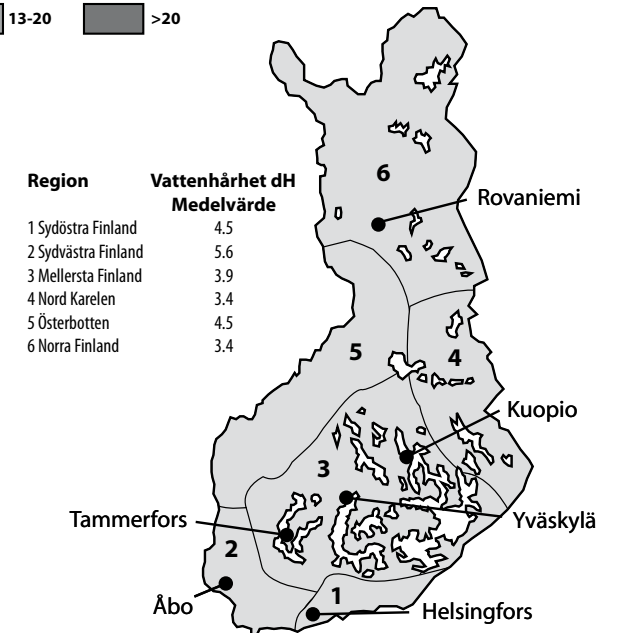 13-20 >20
Region Vattenhårhet dH
Medelvärde
1 Sydöstra Finland 4.5
2 Sydvästra Finland 5.6
3 Mellersta Finland 3.9
4 Nord Karelen 3.4
5 Österbotten 4.5
6 Norra Finland 3.4
6
Rovaniemi
5
4
Kuopio
3
Tammerfors
Yväskylä
2
Åbo
1
Helsingfors